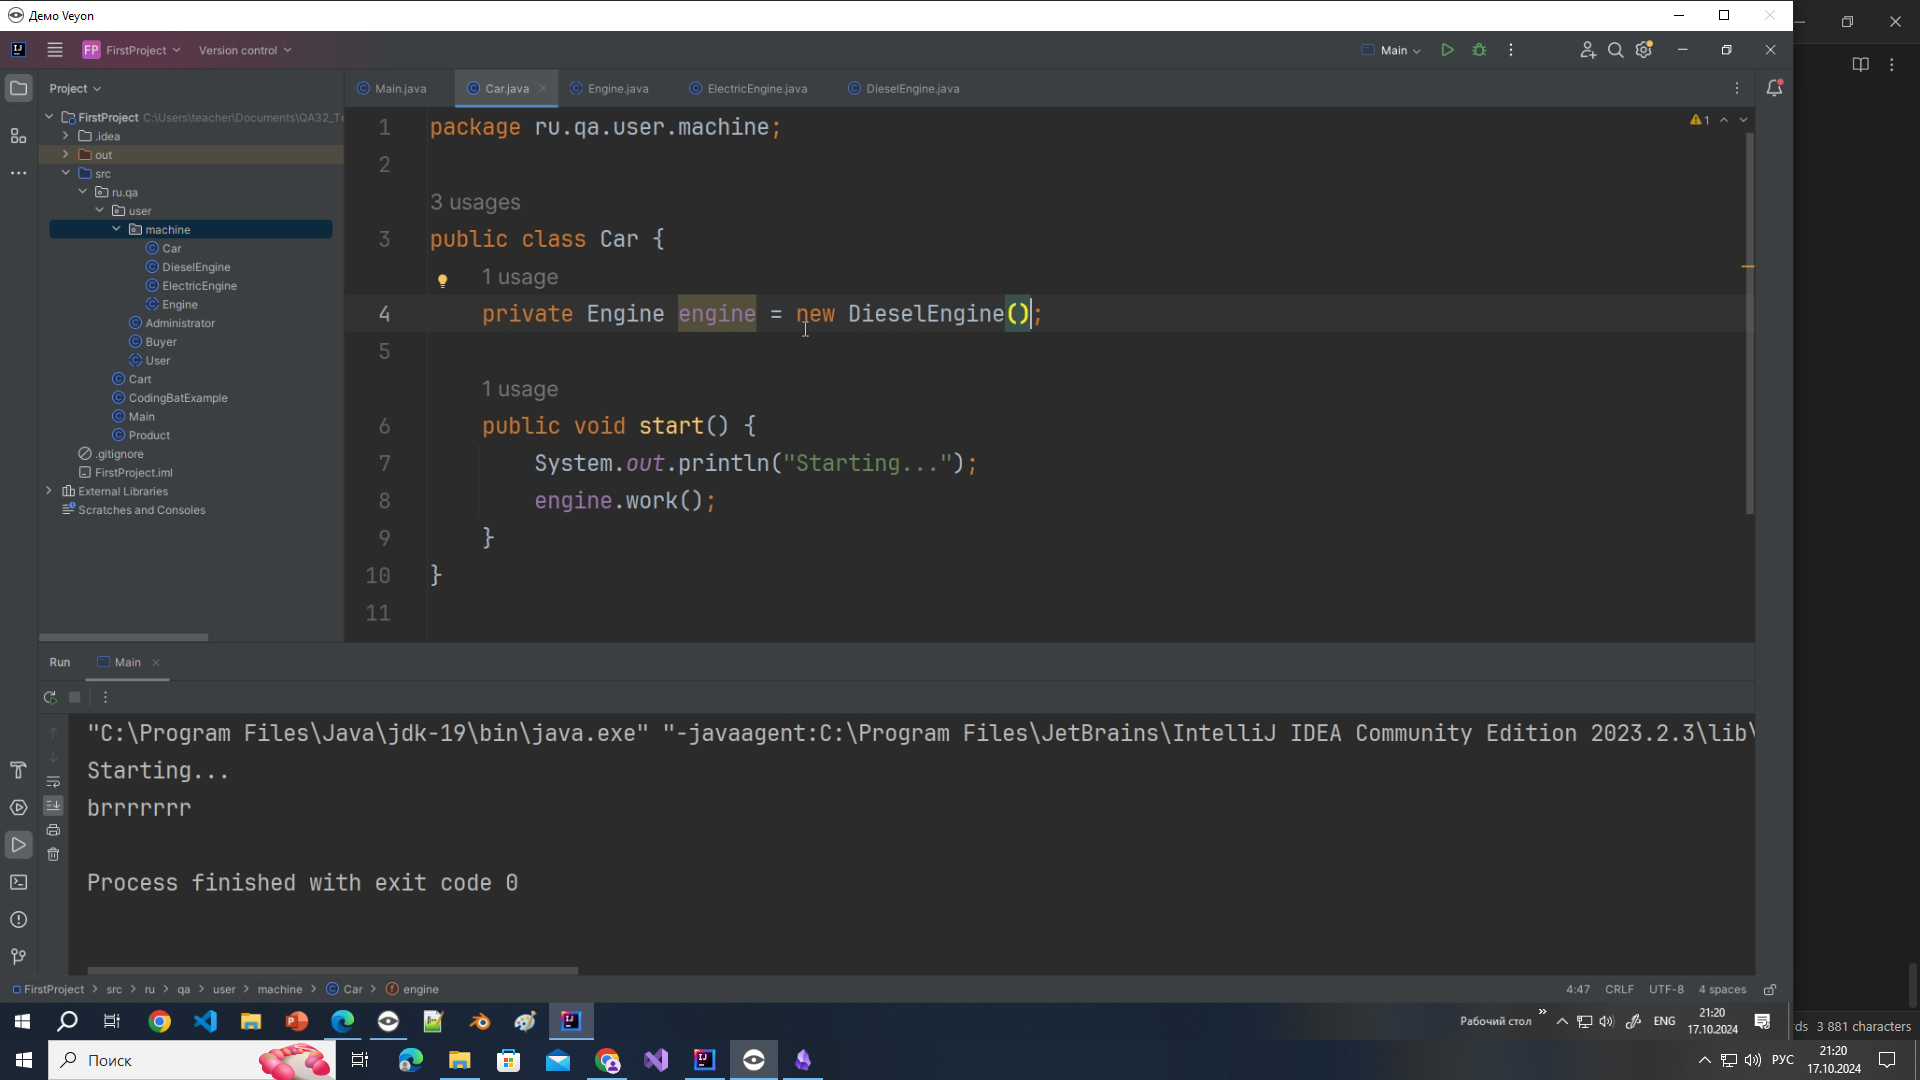 Демо Veyon
FP FirstProject Version control Main
Project
Main.java Car.java Engine.java ElectricEngine.java DieselEngine.java
FirstProject C:\Users\teacher\Documents\QA32_Te
.idea
out
src
ru.qa
user
machine
Car
DieselEngine
ElectricEngine
Engine
Administrator
Buyer
User
Cart
CodingBatExample
Main
Product
.gitignore
FirstProject.iml
External Libraries
Scratches and Consoles
1 package ru.qa.user.machine;
1
2
3 usages
3 public class Car {
1 usage
4 private Engine engine = new DieselEngine();
5
1 usage
6 public void start() {
7 System.out.println("Starting...");
8 engine.work();
9 }
10 }
11
Run Main
"C:\Program Files\Java\jdk-19\bin\java.exe" "-javaagent:C:\Program Files\JetBrains\IntelliJ IDEA Community Edition 2023.2.3\lib\
Starting...
brrrrrrr
Process finished with exit code 0
FirstProject > src > ru > qa > user > machine > Car > engine
4:47 CRLF UTF-8 4 spaces
Рабочий стол ENG 21:20
17.10.2024
rds 3 881 characters
Поиск
РУС 21:20
17.10.2024